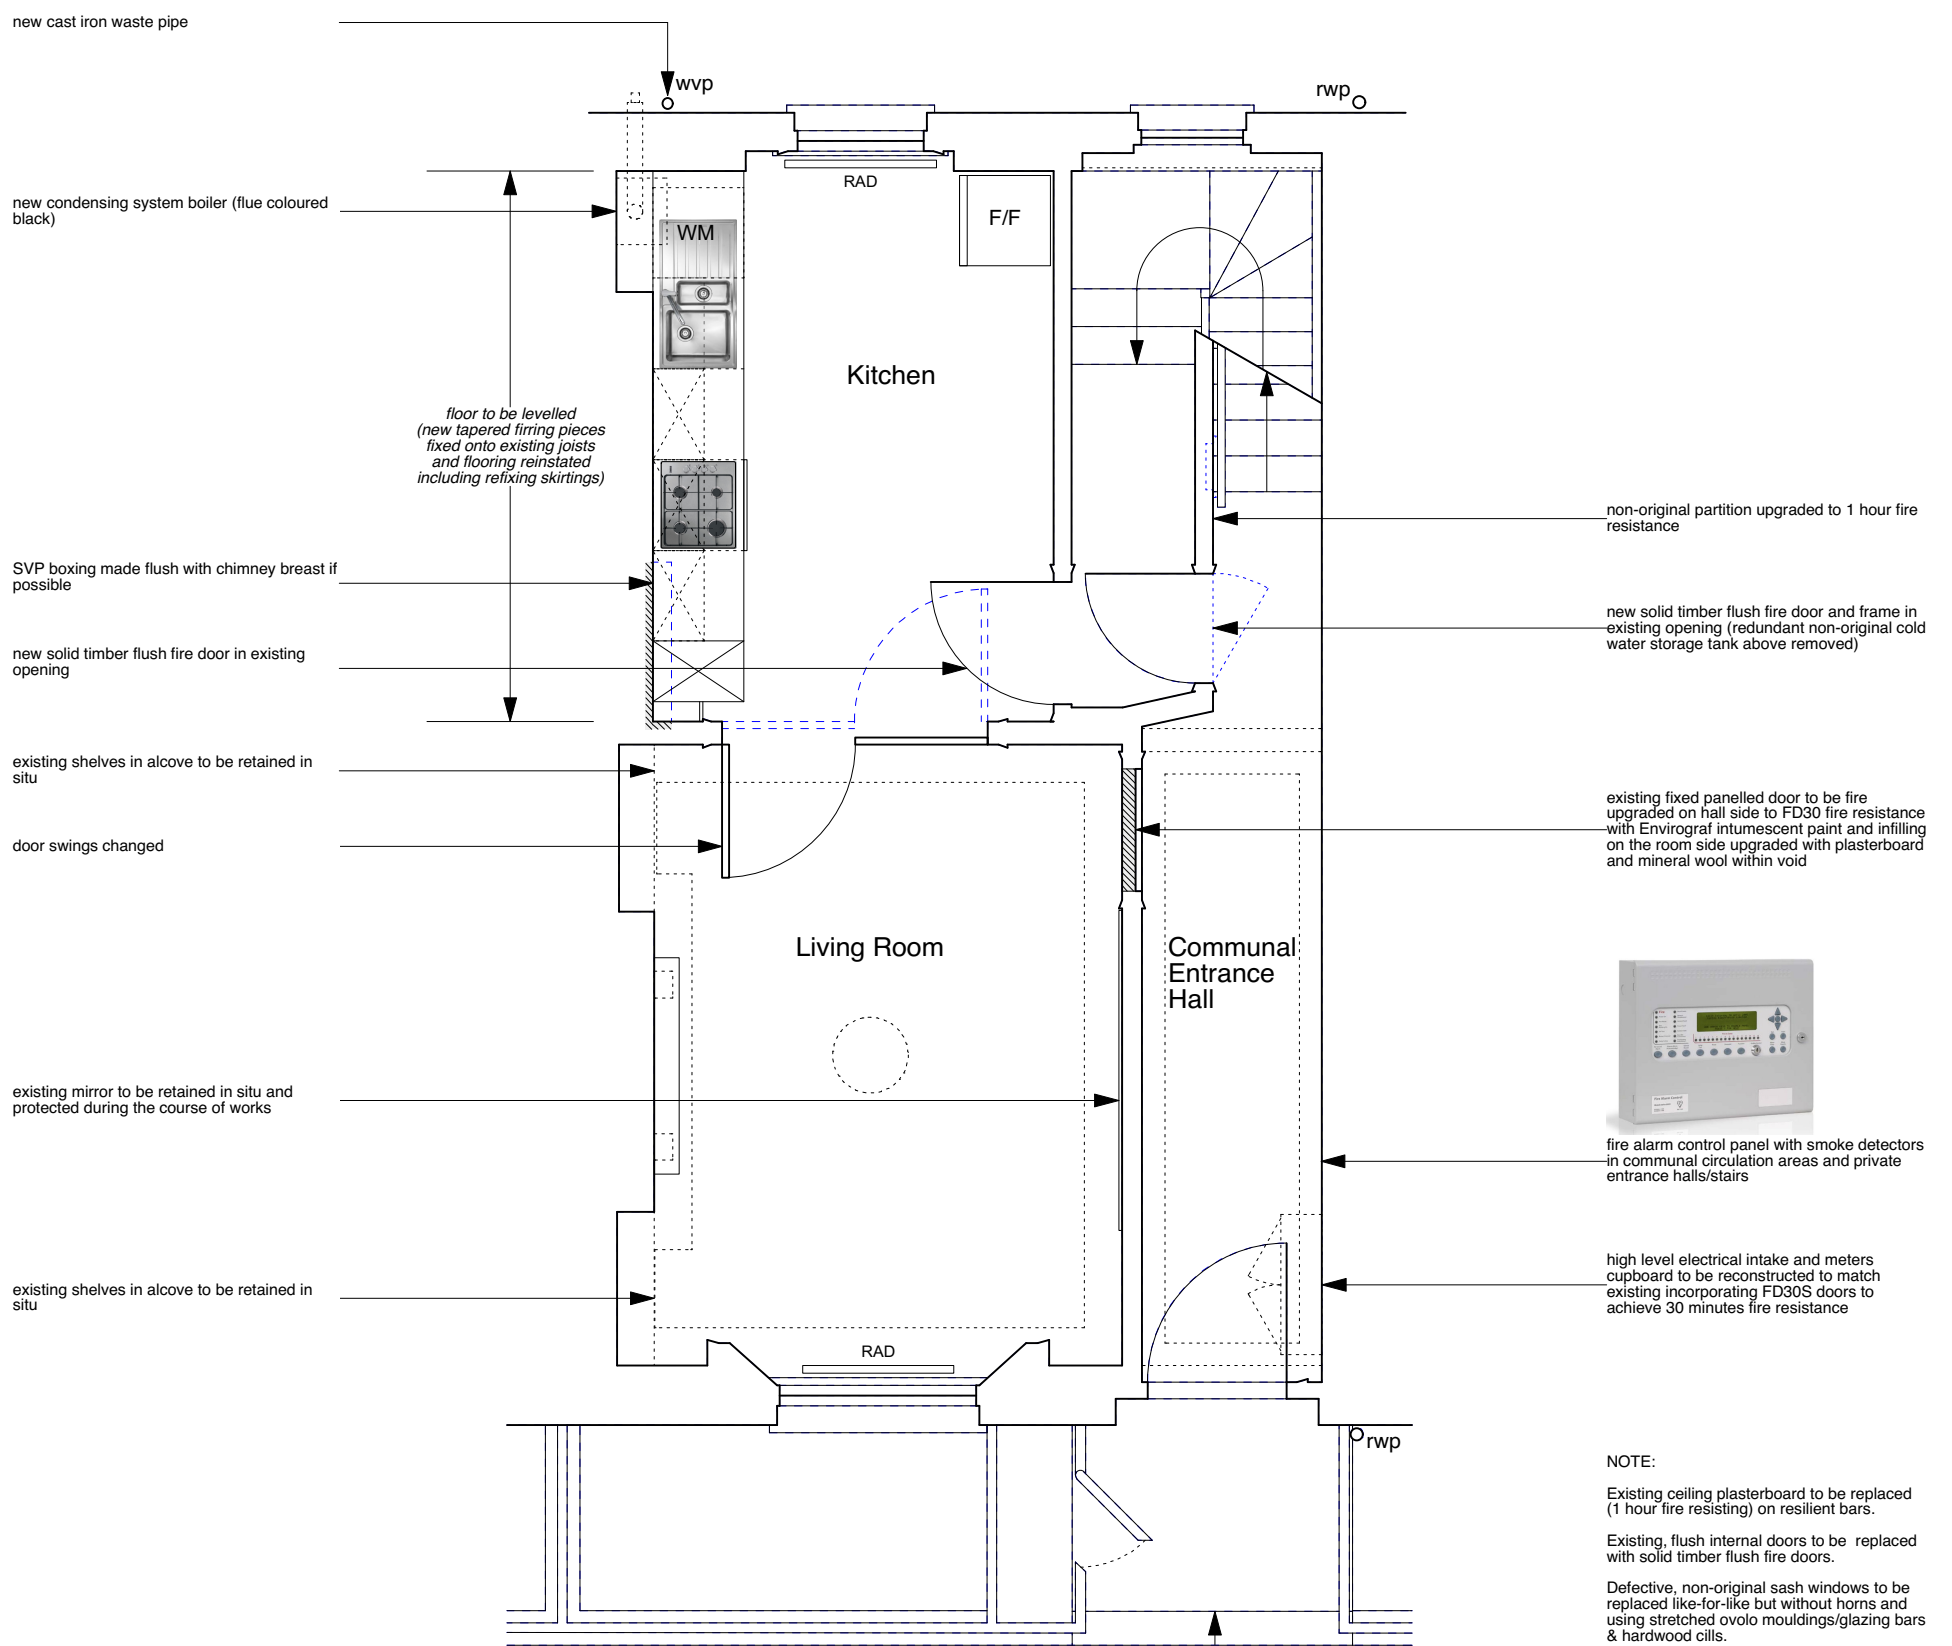 new cast iron waste pipe
wvp
rwp
new condensing system boiler (flue coloured
black)
RAD
WM
F/F
Kitchen
floor to be levelled
(new tapered firring pieces
fixed onto existing joists
and flooring reinstated
including refixing skirtings)
non-original partition upgraded to 1 hour fire
resistance
SVP boxing made flush with chimney breast if
possible
new solid timber flush fire door and frame in
existing opening (redundant non-original cold
water storage tank above removed)
new solid timber flush fire door in existing
opening
existing shelves in alcove to be retained in
situ
existing fixed panelled door to be fire
upgraded on hall side to FD30 fire resistance
with Envirograf intumescent paint and infilling
on the room side upgraded with plasterboard
and mineral wool within void
door swings changed
Living Room
Communal
Entrance
Hall
existing mirror to be retained in situ and
protected during the course of works
fire alarm control panel with smoke detectors
in communal circulation areas and private
entrance halls/stairs
high level electrical intake and meters
cupboard to be reconstructed to match
existing incorporating FD30S doors to
achieve 30 minutes fire resistance
existing shelves in alcove to be retained in
situ
RAD
rwp
NOTE:
Existing ceiling plasterboard to be replaced
(1 hour fire resisting) on resilient bars.
Existing, flush internal doors to be  replaced
with solid timber flush fire doors.
Defective, non-original sash windows to be
replaced like-for-like but without horns and
using stretched ovolo mouldings/glazing bars
& hardwood cills.